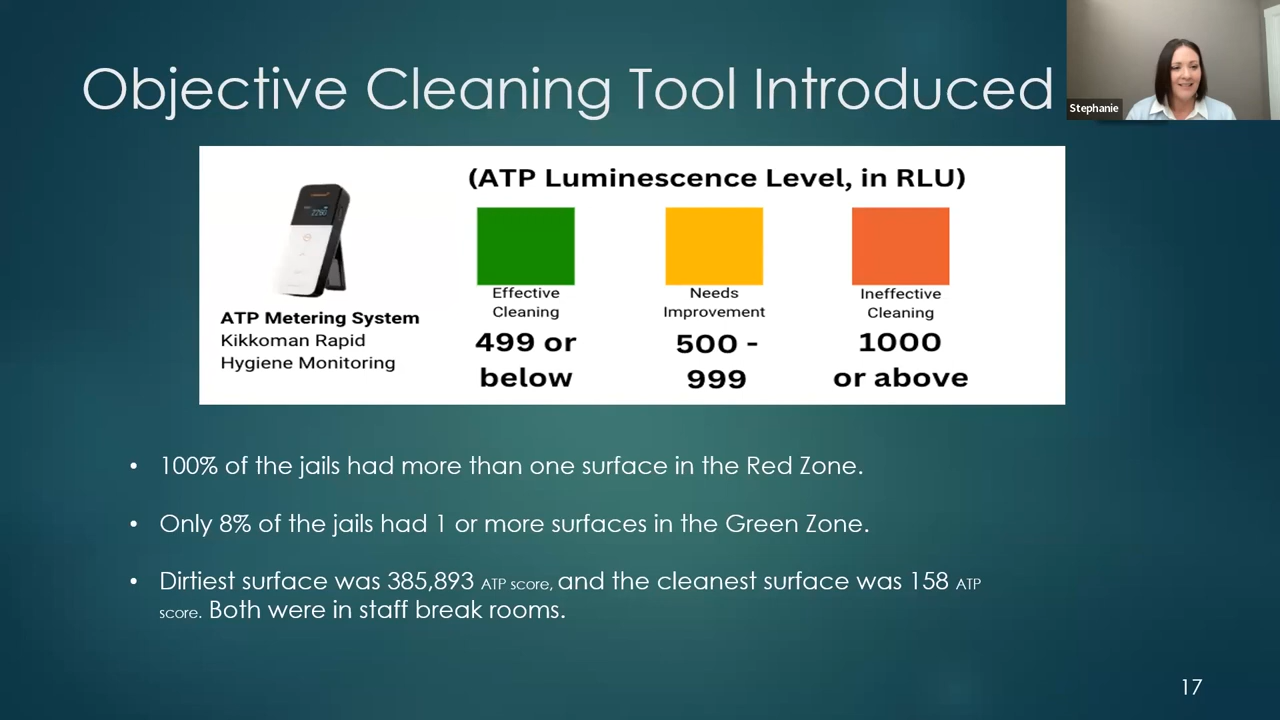 Objective Cleaning Tool Introduced
Stephanie
(ATP Luminescence Level, in RLU)
ATP Metering System
Kikkoman Rapid
Hygiene Monitoring
Effective
Cleaning
499 or
below
Needs
Improvement
500 -
999
Ineffective
Cleaning
1000
or above
• 100% of the jails had more than one surface in the Red Zone.
• Only 8% of the jails had 1 or more surfaces in the Green Zone.
• Dirtiest surface was 385,893 ATP score, and the cleanest surface was 158 ATP
score. Both were in staff break rooms.
17